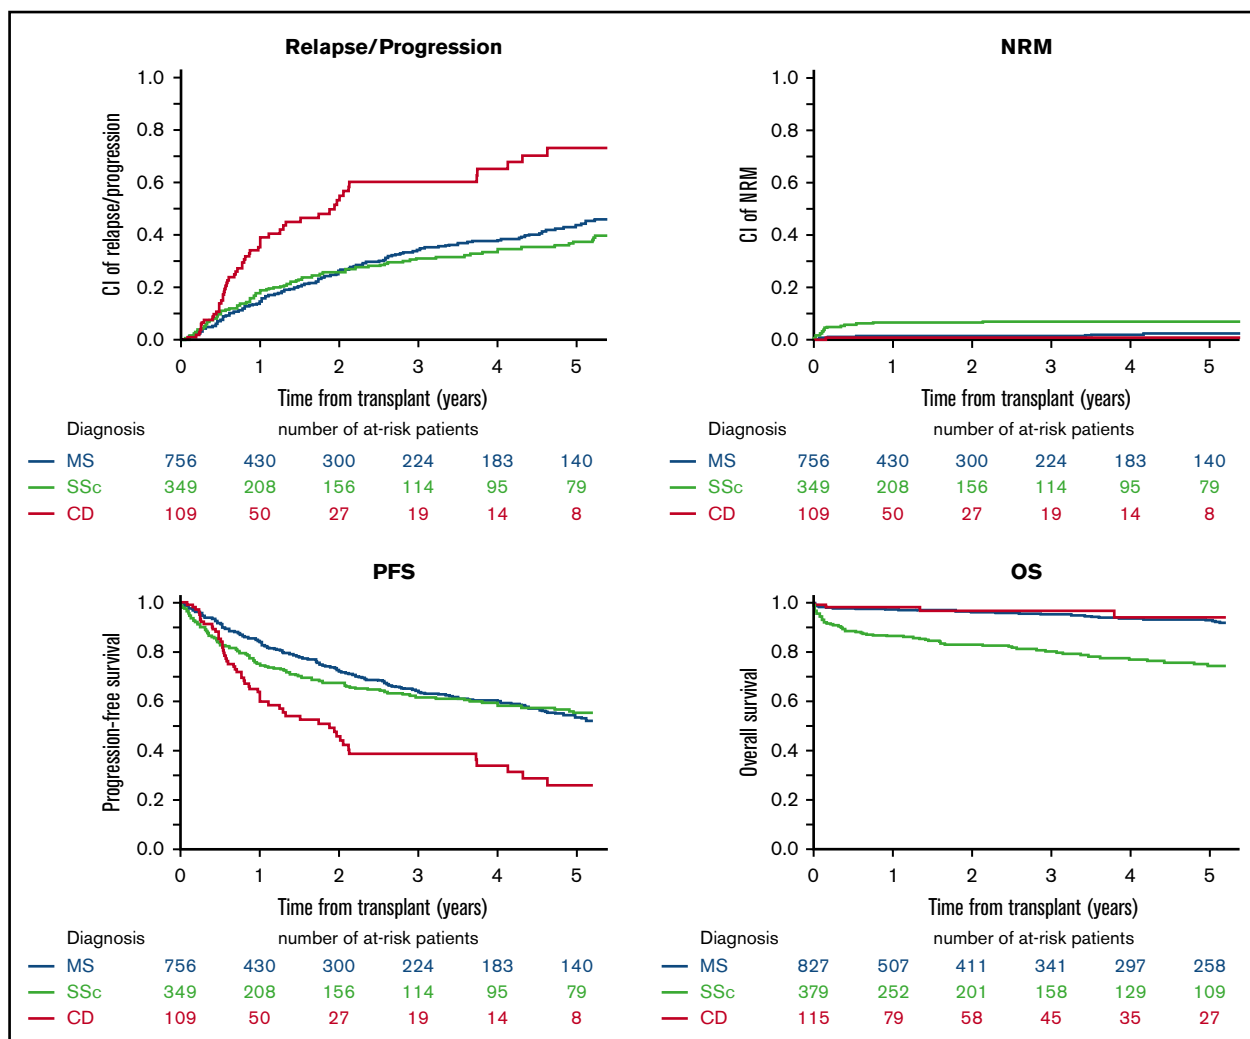 Relapse/Progression
CI of relapse/progression
1.0
0.8
0.6
0.4
0.2
0.0
0 1 2 3 4 5
Time from transplant (years)
Diagnosis number of at-risk patients
MS 756 430 300 224 183 140
SSc 349 208 156 114 95 79
CD 109 50 27 19 14 8
NRM
CI of NRM
1.0
0.8
0.6
0.4
0.2
0.0
0 1 2 3 4 5
Time from transplant (years)
Diagnosis number of at-risk patients
MS 756 430 300 224 183 140
SSc 349 208 156 114 95 79
CD 109 50 27 19 14 8
PFS
Progression-free survival
1.0
0.8
0.6
0.4
0.2
0.0
0 1 2 3 4 5
Time from transplant (years)
Diagnosis number of at-risk patients
MS 756 430 300 224 183 140
SSc 349 208 156 114 95 79
CD 109 50 27 19 14 8
OS
Overall survival
1.0
0.8
0.6
0.4
0.2
0.0
0 1 2 3 4 5
Time from transplant (years)
Diagnosis number of at-risk patients
MS 827 507 411 341 297 258
SSc 379 252 201 158 129 109
CD 115 79 58 45 35 27